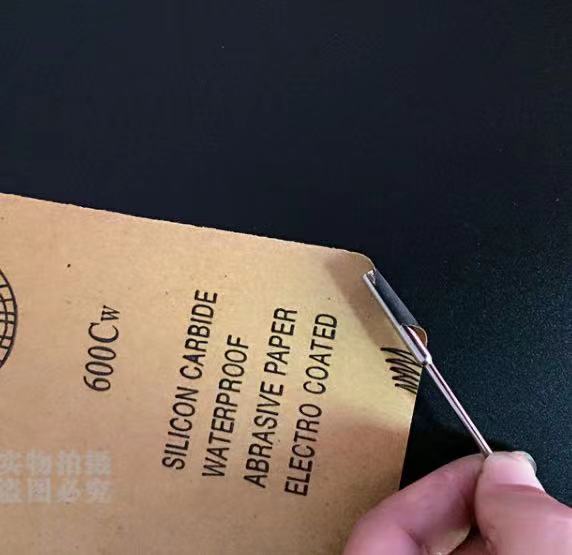 600Cw
SILICON CARBIDE
WATERPROOF
ABRASIVE PAPER
ELECTRO COATED
实物拍摄
盗图必究